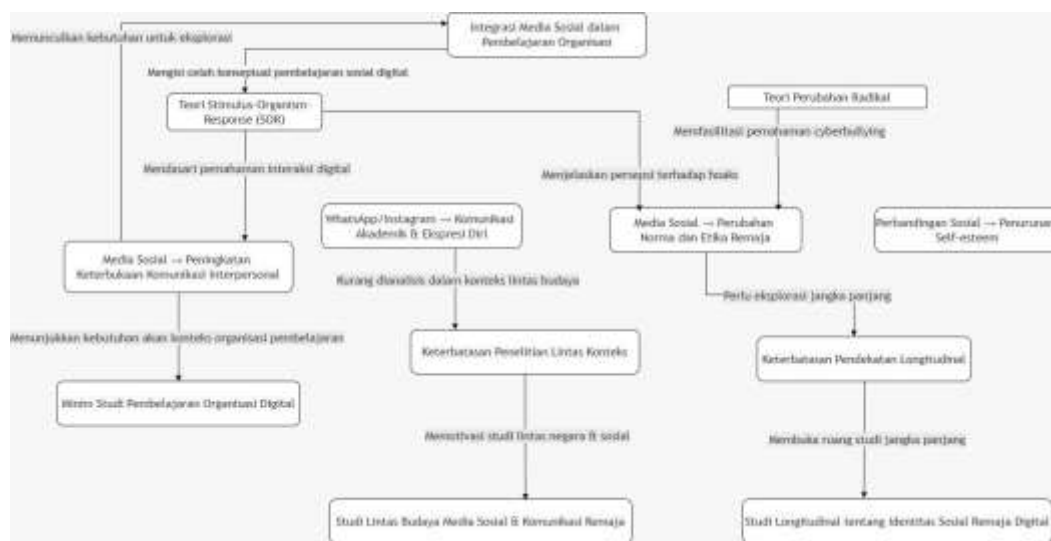 Integrasi Media Sosial dalam
Pembelajaran Organisasi
Memunculkan kebutuhan untuk eksplorasi
Mengisi celah konseptual pembelajaran sosial digital
Teori Stimulus-Organism
Response (SOR)
Teori Perubahan Radikal
Memfasilitasi pemahaman cyberbullying
Mendasari pemahaman interaksi digital
Menjelaskan persepsi terhadap hoaks
WhatsApp/Instagram → Komunikasi
Akademik & Ekspresi Diri
Media Sosial → Perubahan
Norma dan Etika Remaja
Perbandingan Sosial → Penurunan
Self-esteem
Media Sosial → Peningkatan
Keterbukaan Komunikasi Interpersonal
Kurang dianalisis dalam konteks lintas budaya
Perlu eksplorasi jangka panjang
Menunjukkan kebutuhan akan konteks organisasi pembelajaran
Keterbatasan Penelitian Lintas Konteks
Keterbatasan Pendekatan Longitudinal
Minim Studi Pembelajaran Organisasi Digital
Memotivasi studi lintas negara & sosial
Membuka ruang studi jangka panjang
Studi Lintas Budaya Media Sosial & Komunikasi Remaja
Studi Longitudinal tentang Identitas Sosial Remaja Digital